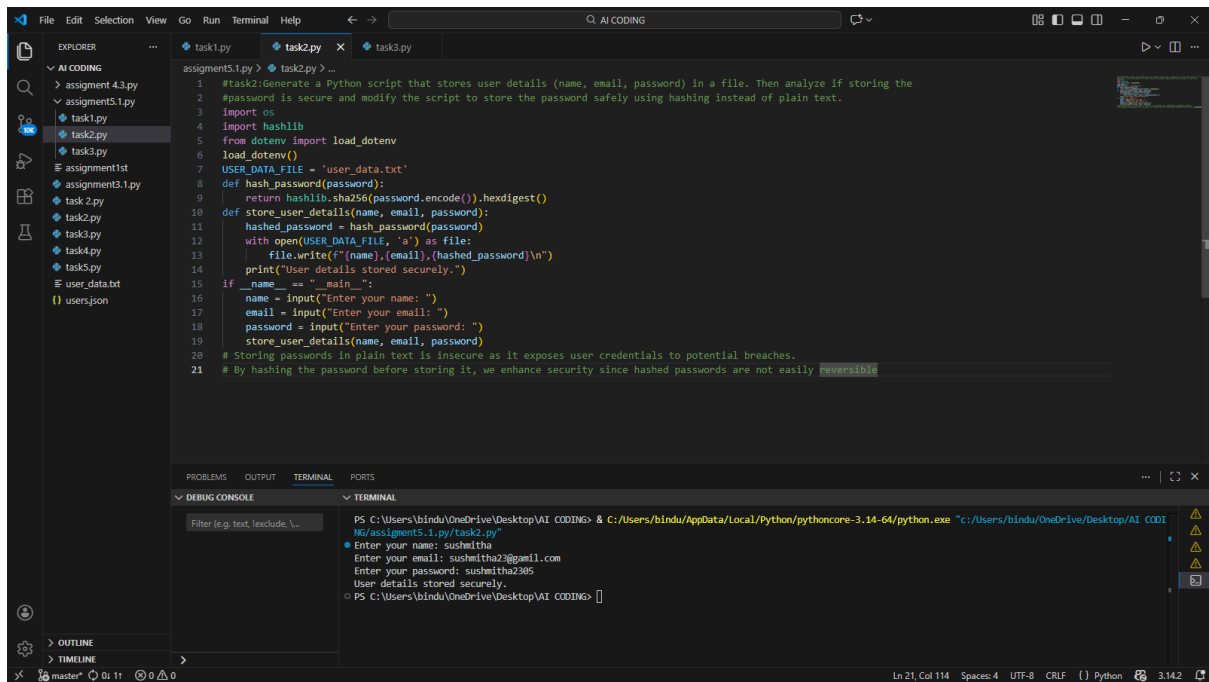 File Edit Selection View Go Run Terminal Help
AI CODING
EXPLORER
AI CODING
assigment 4.3.py
assigment5.1.py
task1.py
task2.py
task3.py
assignment1st
assignment3.1.py
task 2.py
task2.py
task3.py
task4.py
task5.py
user_data.txt
{} users.json
OUTLINE
TIMELINE
10K
task1.py task2.py task3.py
assigment5.1.py > task2.py > ...
1 #task2:Generate a Python script that stores user details (name, email, password) in a file. Then analyze if storing the
2 #password is secure and modify the script to store the password safely using hashing instead of plain text.
3 import os
4 import hashlib
5 from dotenv import load_dotenv
6 load_dotenv()
7 USER_DATA_FILE = 'user_data.txt'
8 def hash_password(password):
9 return hashlib.sha256(password.encode()).hexdigest()
10 def store_user_details(name, email, password):
11 hashed_password = hash_password(password)
12 with open(USER_DATA_FILE, 'a') as file:
13 file.write(f"{name},{email},{hashed_password}\n")
14 print("User details stored securely.")
15 if __name__ == "__main__":
16 name = input("Enter your name: ")
17 email = input("Enter your email: ")
18 password = input("Enter your password: ")
19 store_user_details(name, email, password)
20 # Storing passwords in plain text is insecure as it exposes user credentials to potential breaches.
21 # By hashing the password before storing it, we enhance security since hashed passwords are not easily reversible
PROBLEMS OUTPUT TERMINAL PORTS
DEBUG CONSOLE
Filter (e.g. text, !exclude, \...
TERMINAL
PS C:\Users\bindu\OneDrive\Desktop\AI CODING> & C:/Users/bindu/AppData/Local/Python/pythoncore-3.14-64/python.exe "c:/Users/bindu/OneDrive/Desktop/AI CODI
NG/assigment5.1.py/task2.py"
Enter your name: sushmitha
Enter your email: sushmitha23@gamil.com
Enter your password: sushmitha2305
User details stored securely.
PS C:\Users\bindu\OneDrive\Desktop\AI CODING>
master* 0↓ 1↑ 0 0 Ln 21, Col 114 Spaces: 4 UTF-8 CRLF {} Python 3.14.2